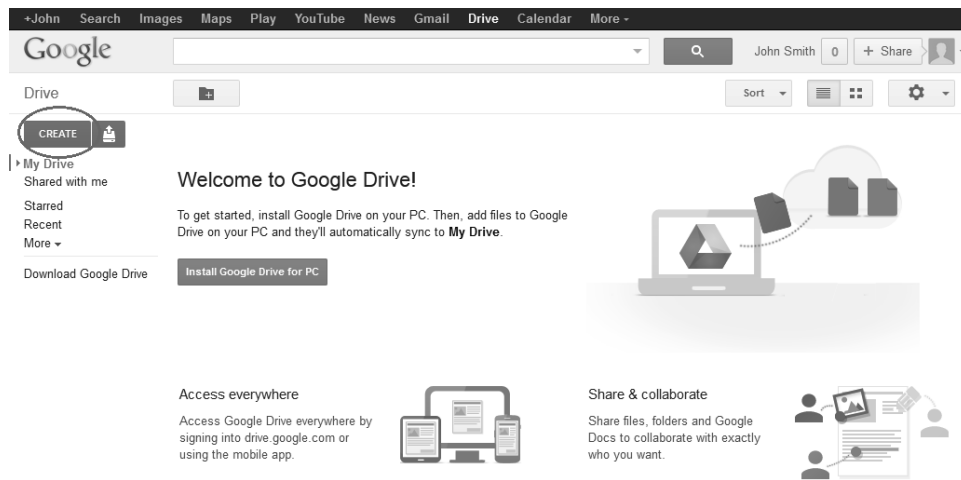 +John Search Images Maps Play YouTube News Gmail Drive Calendar More
Google
John Smith 0 + Share
Drive
Sort
CREATE
My Drive
Shared with me
Starred
Recent
More
Download Google Drive
Welcome to Google Drive!
To get started, install Google Drive on your PC. Then, add files to Google
Drive on your PC and they'll automatically sync to My Drive.
Install Google Drive for PC
Access everywhere
Access Google Drive everywhere by
signing into drive.google.com or
using the mobile app.
Share & collaborate
Share files, folders and Google
Docs to collaborate with exactly
who you want.